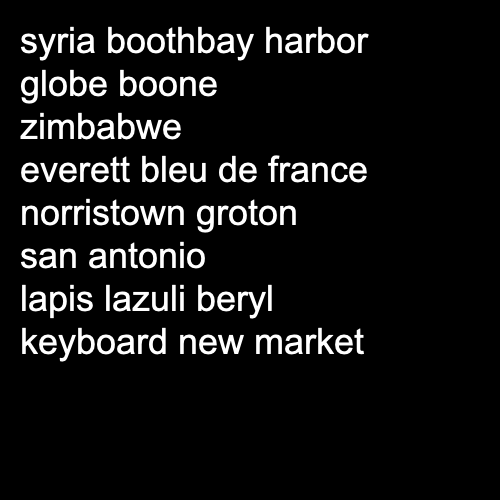 syria boothbay harbor
globe boone
zimbabwe
everett bleu de france
norristown groton
san antonio
lapis lazuli beryl
keyboard new market